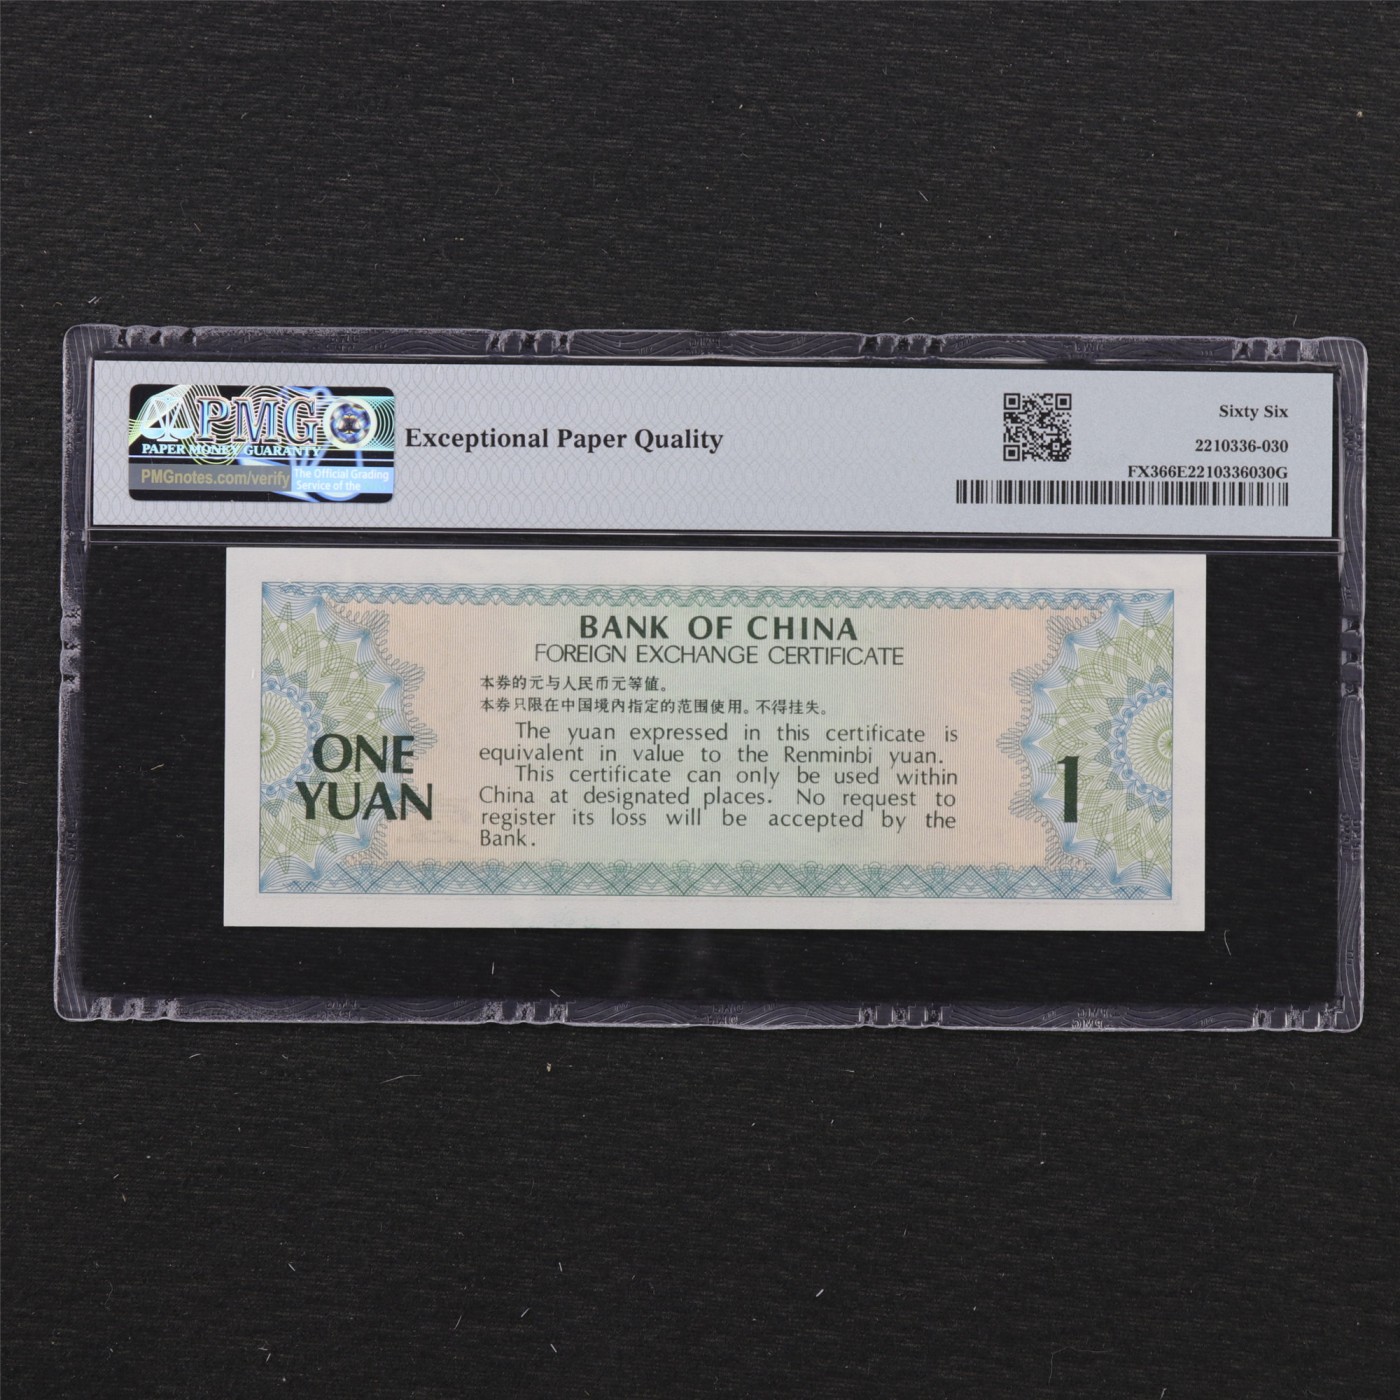 PMG
PAPER MONEY GUARANTY
PMGnotes.com/verify
The Official Grading
Service of the
Exceptional Paper Quality
Sixty Six
2210336-030
FX366E2210336030G
BANK OF CHINA
FOREIGN EXCHANGE CERTIFICATE
本券的元与人民币元等值。
本券只限在中国境内指定的范围使用。不得挂失。
The yuan expressed in this certificate is
equivalent in value to the Renminbi yuan.
This certificate can only be used within
China at designated places. No request to
register its loss will be accepted by the
Bank.
ONE
YUAN
1